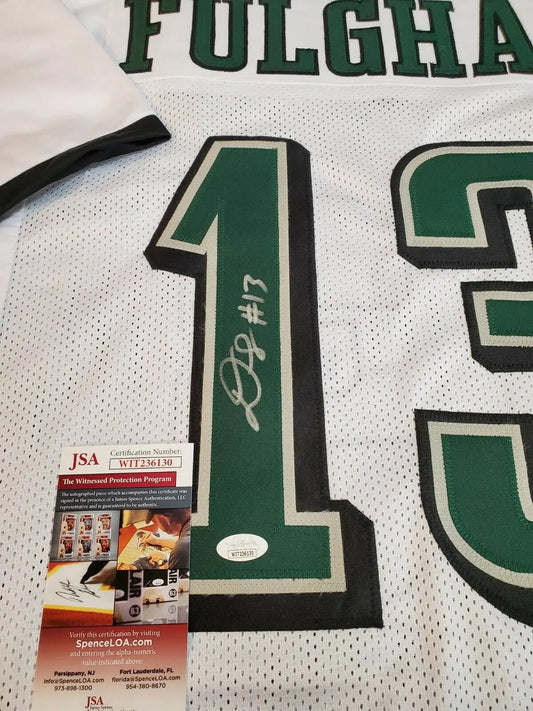 FULGHA
13
#13
JSA
Certification Number:
WIT236130
The Witnessed Protection Program
The autographed piece which accompanies this certificate was
signed in the presence of a James Spence Authentication, LLC
representative and is guaranteed to be authentic.
WIT236130
LAIR
Verify this certification by visiting
SpenceLOA.com
and entering the alpha-numeric
value indicated above.
Parsippany, NJ
info@SpenceLOA.com
973-898-1300
Fort Lauderdale, FL
florida@SpenceLOA.com
954-380-8670
JSA
James Spence